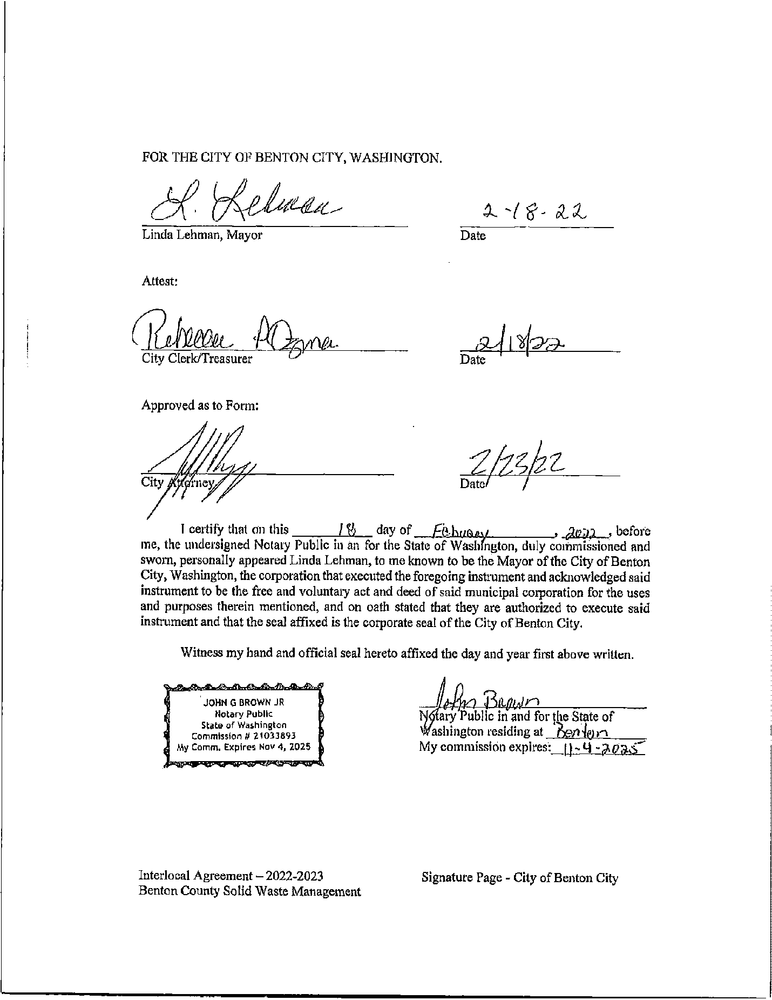 FOR THE CITY OF BENTON CITY, WASHINGTON.
L. Lehman 2-18-22
Linda Lehman, Mayor Date
Attest:
Rebecca 2/18/22
City Clerk/Treasurer Date
Approved as to Form:
2/23/22
City Attorney Date
I certify that on this 18 day of February, 2022, before
me, the undersigned Notary Public in an for the State of Washington, duly commissioned and
sworn, personally appeared Linda Lehman, to me known to be the Mayor of the City of Benton
City, Washington, the corporation that executed the foregoing instrument and acknowledged said
instrument to be the free and voluntary act and deed of said municipal corporation for the uses
and purposes therein mentioned, and on oath stated that they are authorized to execute said
instrument and that the seal affixed is the corporate seal of the City of Benton City.
Witness my hand and official seal hereto affixed the day and year first above written.
JOHN G BROWN JR
Notary Public
State of Washington
Commission # 21033893
My Comm. Expires Nov 4, 2025
John Brown
Notary Public in and for the State of
Washington residing at Benton
My commission expires: 11-4-2025
Interlocal Agreement – 2022-2023 Signature Page - City of Benton City
Benton County Solid Waste Management